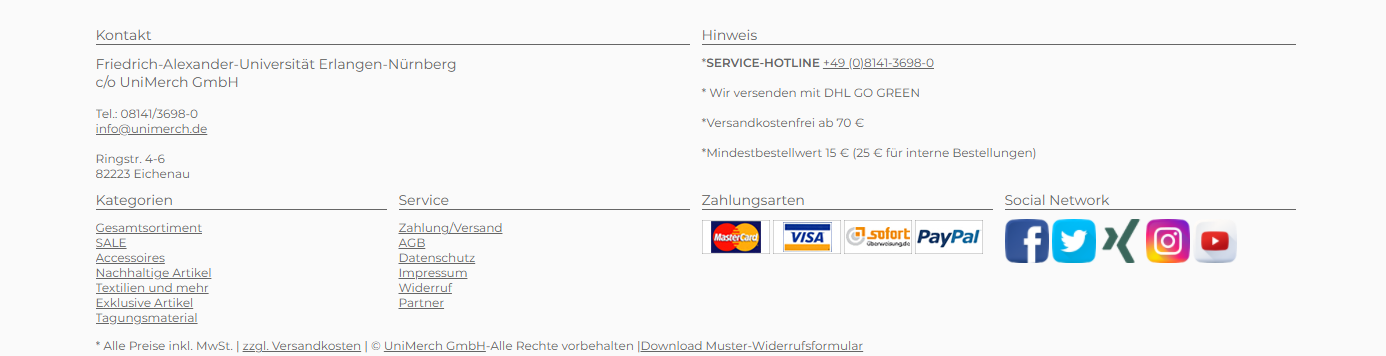 Kontakt
Friedrich-Alexander-Universität Erlangen-Nürnberg
c/o UniMerch GmbH
Tel.: 08141/3698-0
info@unimerch.de
Ringstr. 4-6
82223 Eichenau
Hinweis
*SERVICE-HOTLINE +49 (0)8141-3698-0
* Wir versenden mit DHL GO GREEN
*Versandkostenfrei ab 70 €
*Mindestbestellwert 15 € (25 € für interne Bestellungen)
Kategorien
Gesamtsortiment
SALE
Accessoires
Nachhaltige Artikel
Textilien und mehr
Exklusive Artikel
Tagungsmaterial
Service
Zahlung/Versand
AGB
Datenschutz
Impressum
Widerruf
Partner
Zahlungsarten
MasterCard
VISA
sofort
überweisung.de
PayPal
Social Network
* Alle Preise inkl. MwSt. | zzgl. Versandkosten | © UniMerch GmbH-Alle Rechte vorbehalten |Download Muster-Widerrufsformular